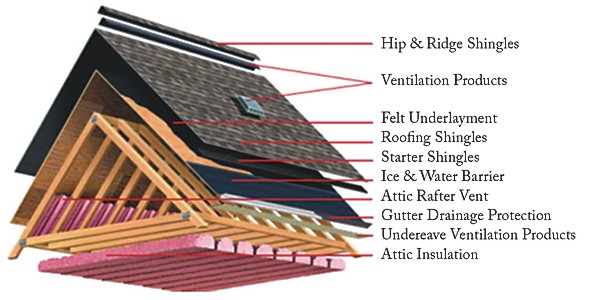 Hip & Ridge Shingles
Ventilation Products
Felt Underlayment
Roofing Shingles
Starter Shingles
Ice & Water Barrier
Attic Rafter Vent
Gutter Drainage Protection
Undereave Ventilation Products
Attic Insulation